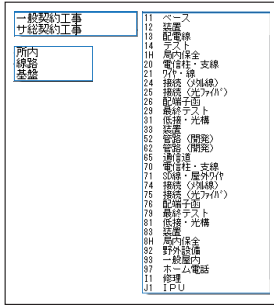 一般契約工事
サ総契約工事
所内
線路
基盤
11 ベース
12 装置
13 配電線
14 テスト
1H 局内保全
20 電信柱・支線
21 ワイヤ・線
24 接続（メタル線）
25 接続（光ファイバ）
26 配端子函
29 最終テスト
31 低接・光構
33 装置
52 管路（開発）
62 管路（開発）
65 通信道
70 電信柱・支線
71 SD線・屋外ワイヤ
74 接続（メタル線）
75 接続（光ファイバ）
76 配端子函
79 最終テスト
81 低接・光構
83 装置
8H 局内保全
92 野外設備
93 一般屋内
97 ホーム電話
I1 修理
J1 IPU